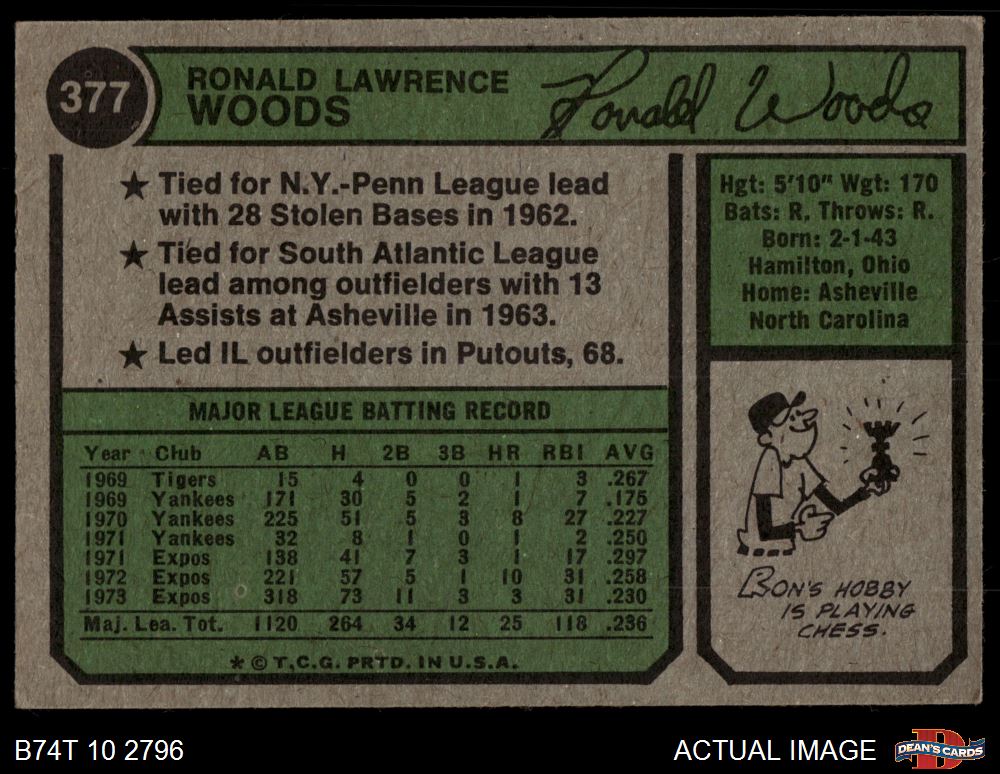 377
RONALD LAWRENCE
WOODS
Ronald Woods
★ Tied for N.Y.-Penn League lead
with 28 Stolen Bases in 1962.
★ Tied for South Atlantic League
lead among outfielders with 13
Assists at Asheville in 1963.
★ Led IL outfielders in Putouts, 68.
Hgt: 5'10" Wgt: 170
Bats: R. Throws: R.
Born: 2-1-43
Hamilton, Ohio
Home: Asheville
North Carolina
MAJOR LEAGUE BATTING RECORD
Year Club AB H 2B 3B HR RBI AVG
1969 Tigers 15 4 0 0 1 3 .267
1969 Yankees 171 30 5 2 1 7 .175
1970 Yankees 225 51 5 3 8 27 .227
1971 Yankees 32 8 1 0 1 2 .250
1971 Expos 138 41 7 3 1 17 .297
1972 Expos 221 57 5 1 10 31 .258
1973 Expos 318 73 11 3 3 31 .230
Maj. Lea. Tot. 1120 264 34 12 25 118 .236
* © T.C.G. PRTD. IN U.S.A.
RON'S HOBBY
IS PLAYING
CHESS.
B74T 10 2796
ACTUAL IMAGE
D
DEAN'S CARDS